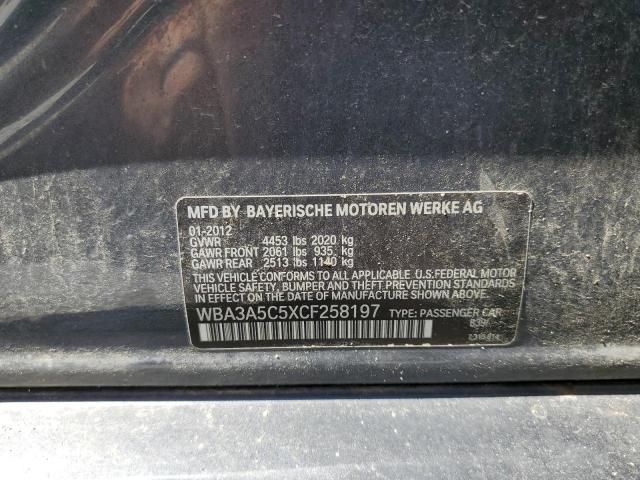 MFD BY BAYERISCHE MOTOREN WERKE AG
01-2012
GVWR 4453 lbs 2020 kg
GAWR FRONT 2061 lbs 935 kg
GAWR REAR 2513 lbs 1140 kg
THIS VEHICLE CONFORMS TO ALL APPLICABLE U.S.FEDERAL MOTOR
VEHICLE SAFETY, BUMPER AND THEFT PREVENTION STANDARDS
IN EFFECT ON THE DATE OF MANUFACTURE SHOWN ABOVE.
WBA3A5C5XCF258197 TYPE: PASSENGER CAR